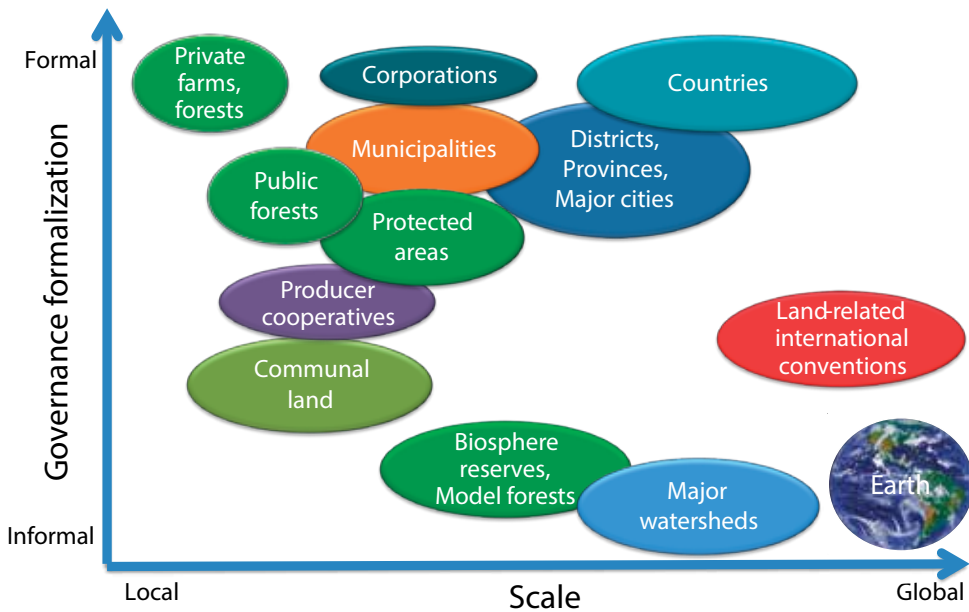 Formal
Private
farms,
forests
Corporations
Countries
Municipalities
Districts,
Provinces,
Major cities
Public
forests
Protected
areas
Governance formalization
Producer
cooperatives
Land-related
international
conventions
Communal
land
Biosphere
reserves,
Model forests
Major
watersheds
Earth
Informal
Local
Scale
Global